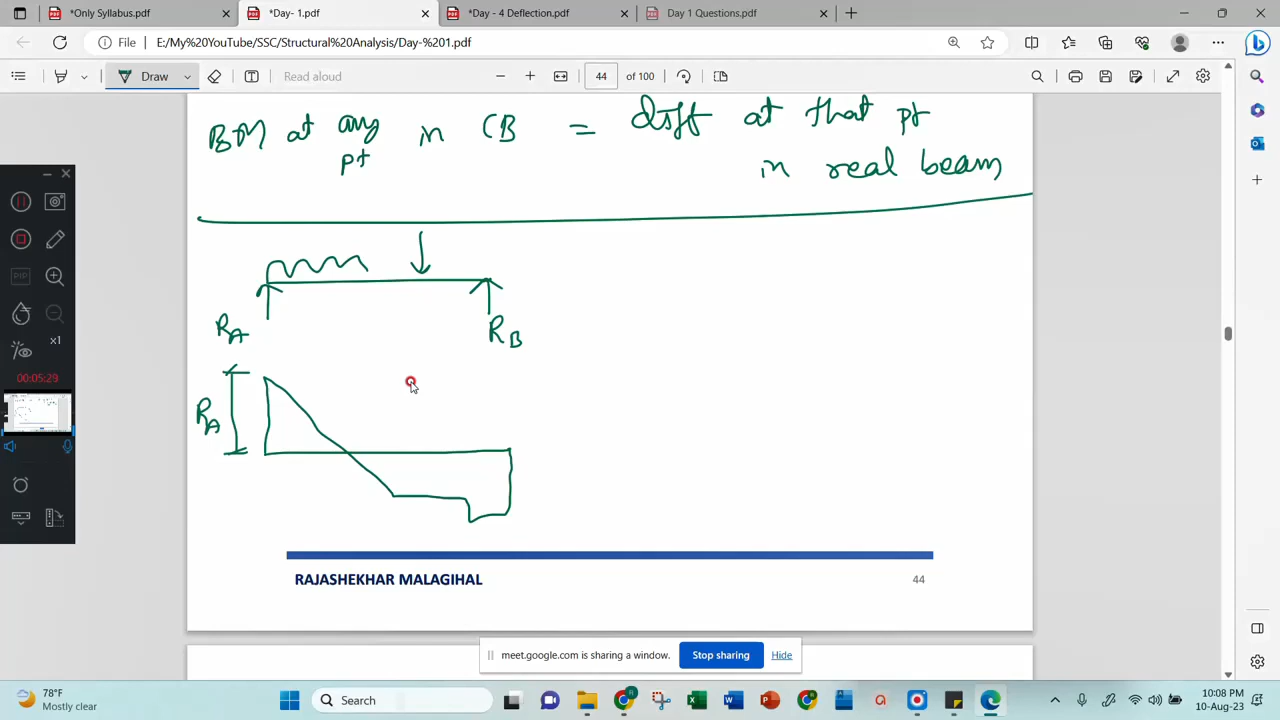 *Only Syllabus.pdf
*Day- 1.pdf
*Day - 4 Deflection.pdf
Day 1 Questions.pdf
File
E:/My%20YouTube/SSC/Structural%20Analysis/Day-%201.pdf
Draw
Read aloud
44
of 100
BM at any pt in CB = diff at that pt
in real beam
RA
RB
RA
x1
00:05:29
PIP
RAJASHEKHAR MALAGIHAL
44
meet.google.com is sharing a window.
Stop sharing
Hide
78°F
Mostly clear
Search
10:08 PM
10-Aug-23